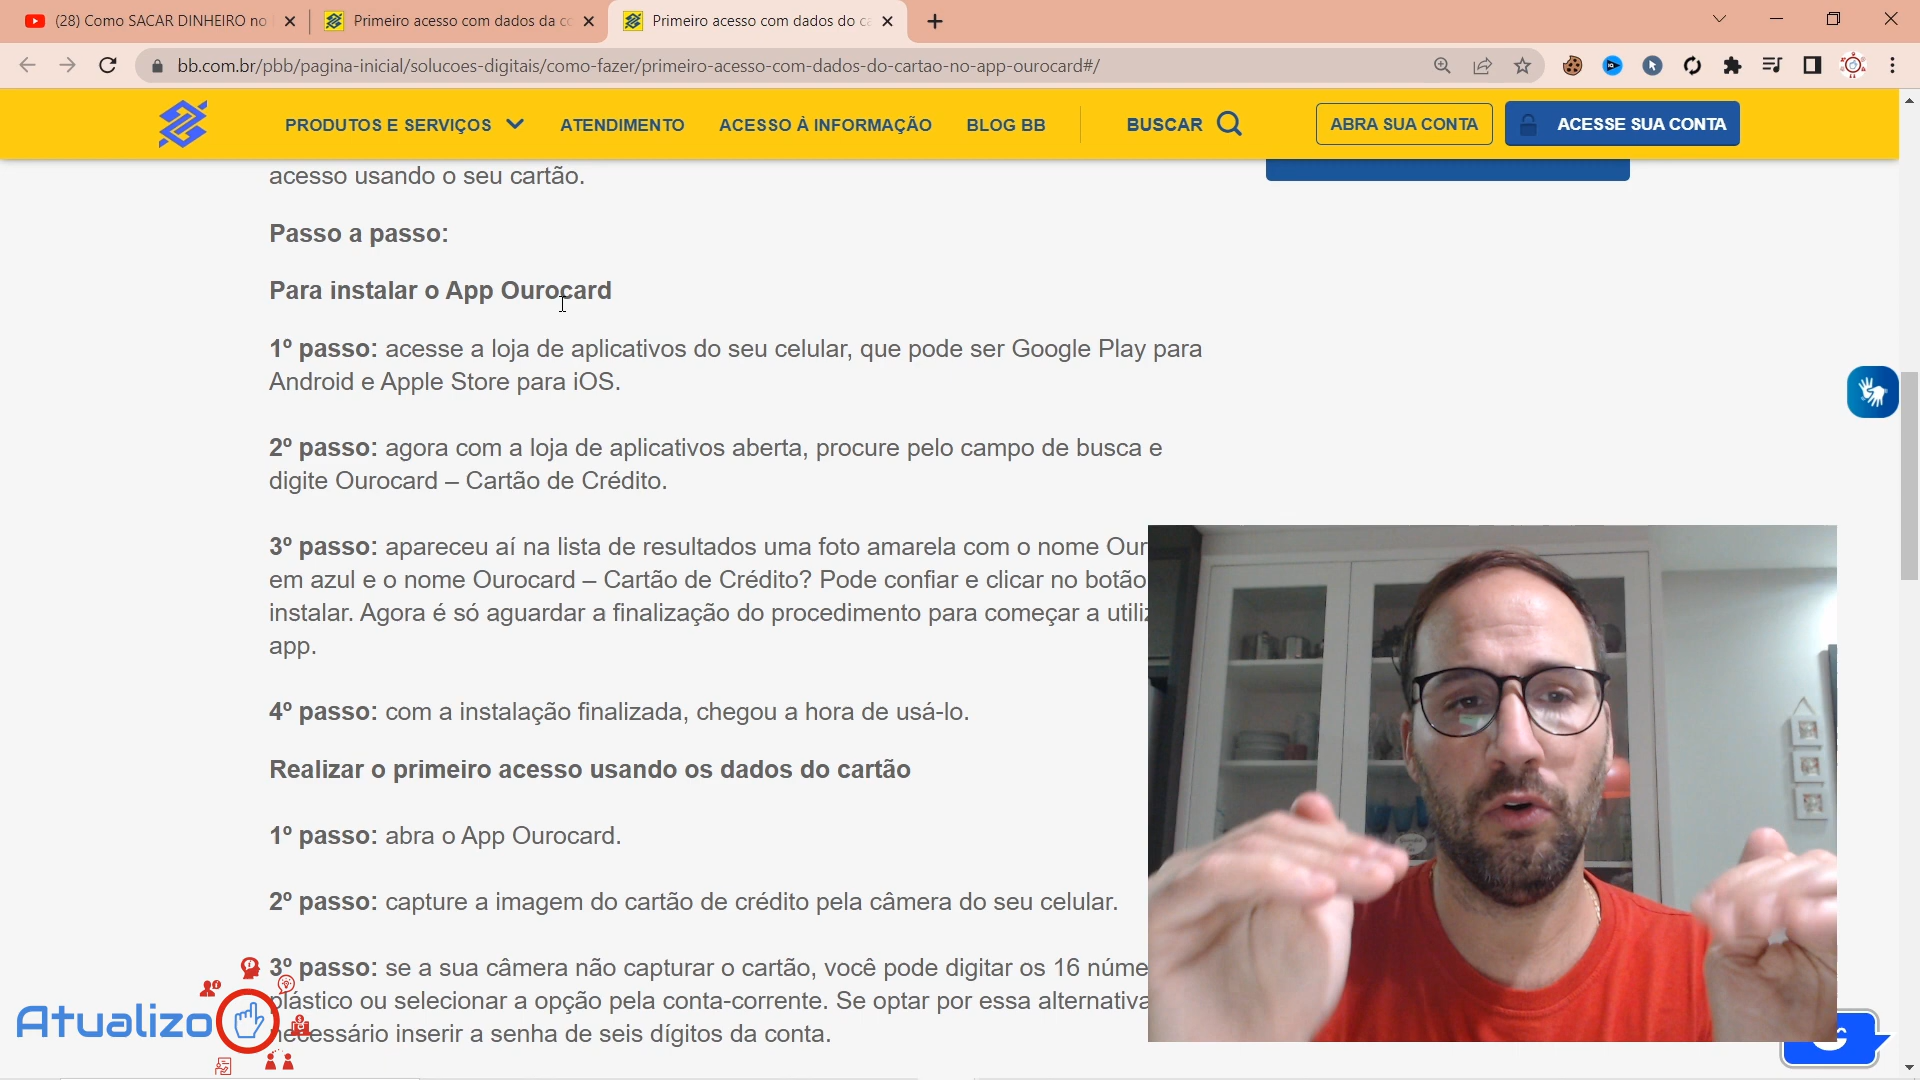 (28) Como SACAR DINHEIRO no
Primeiro acesso com dados da co
Primeiro acesso com dados do ca
bb.com.br/pbb/pagina-inicial/solucoes-digitais/como-fazer/primeiro-acesso-com-dados-do-cartao-no-app-ourocard#/
PRODUTOS E SERVIÇOS
ATENDIMENTO
ACESSO À INFORMAÇÃO
BLOG BB
BUSCAR
ABRA SUA CONTA
ACESSE SUA CONTA
acesso usando o seu cartão.
Passo a passo:
Para instalar o App Ourocard
1º passo: acesse a loja de aplicativos do seu celular, que pode ser Google Play para
Android e Apple Store para iOS.
2º passo: agora com a loja de aplicativos aberta, procure pelo campo de busca e
digite Ourocard – Cartão de Crédito.
3º passo: apareceu aí na lista de resultados uma foto amarela com o nome Our
em azul e o nome Ourocard – Cartão de Crédito? Pode confiar e clicar no botão
instalar. Agora é só aguardar a finalização do procedimento para começar a utiliz
app.
4º passo: com a instalação finalizada, chegou a hora de usá-lo.
Realizar o primeiro acesso usando os dados do cartão
1º passo: abra o App Ourocard.
2º passo: capture a imagem do cartão de crédito pela câmera do seu celular.
3º passo: se a sua câmera não capturar o cartão, você pode digitar os 16 núme
plástico ou selecionar a opção pela conta-corrente. Se optar por essa alternativa
necessário inserir a senha de seis dígitos da conta.
Atualizo